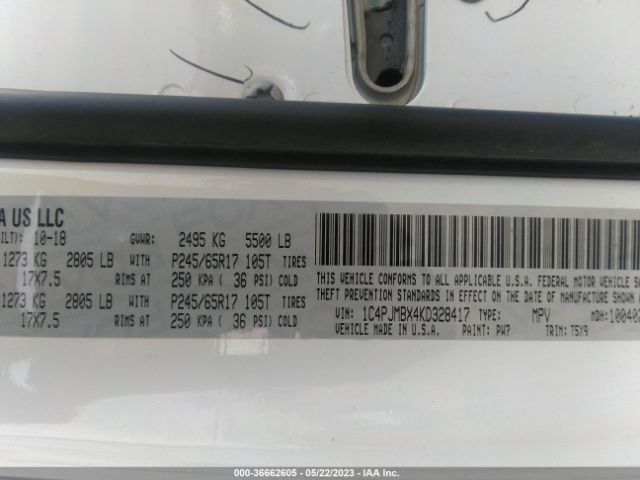 A US LLC
ILT): 10-18 GVWR: 2495 KG 5500 LB
1273 KG 2805 LB WITH P245/65R17 105T TIRES
17X7.5 RIMS AT 250 KPA ( 36 PSI) COLD
1273 KG 2805 LB WITH P245/65R17 105T TIRES
17X7.5 RIMS AT 250 KPA ( 36 PSI) COLD
THIS VEHICLE CONFORMS TO ALL APPLICABLE U.S.A. FEDERAL MOTOR VEHICLE SA
THEFT PREVENTION STANDARDS IN EFFECT ON THE DATE OF MANUFACTURE SHOWN
VIN: 1C4PJMBX4KD328417 TYPE: MPV MDH: 100402
VEHICLE MADE IN U.S.A. PAINT: PW7 TRIM: T5X9
000-36662605 - 05/22/2023 - IAA Inc.